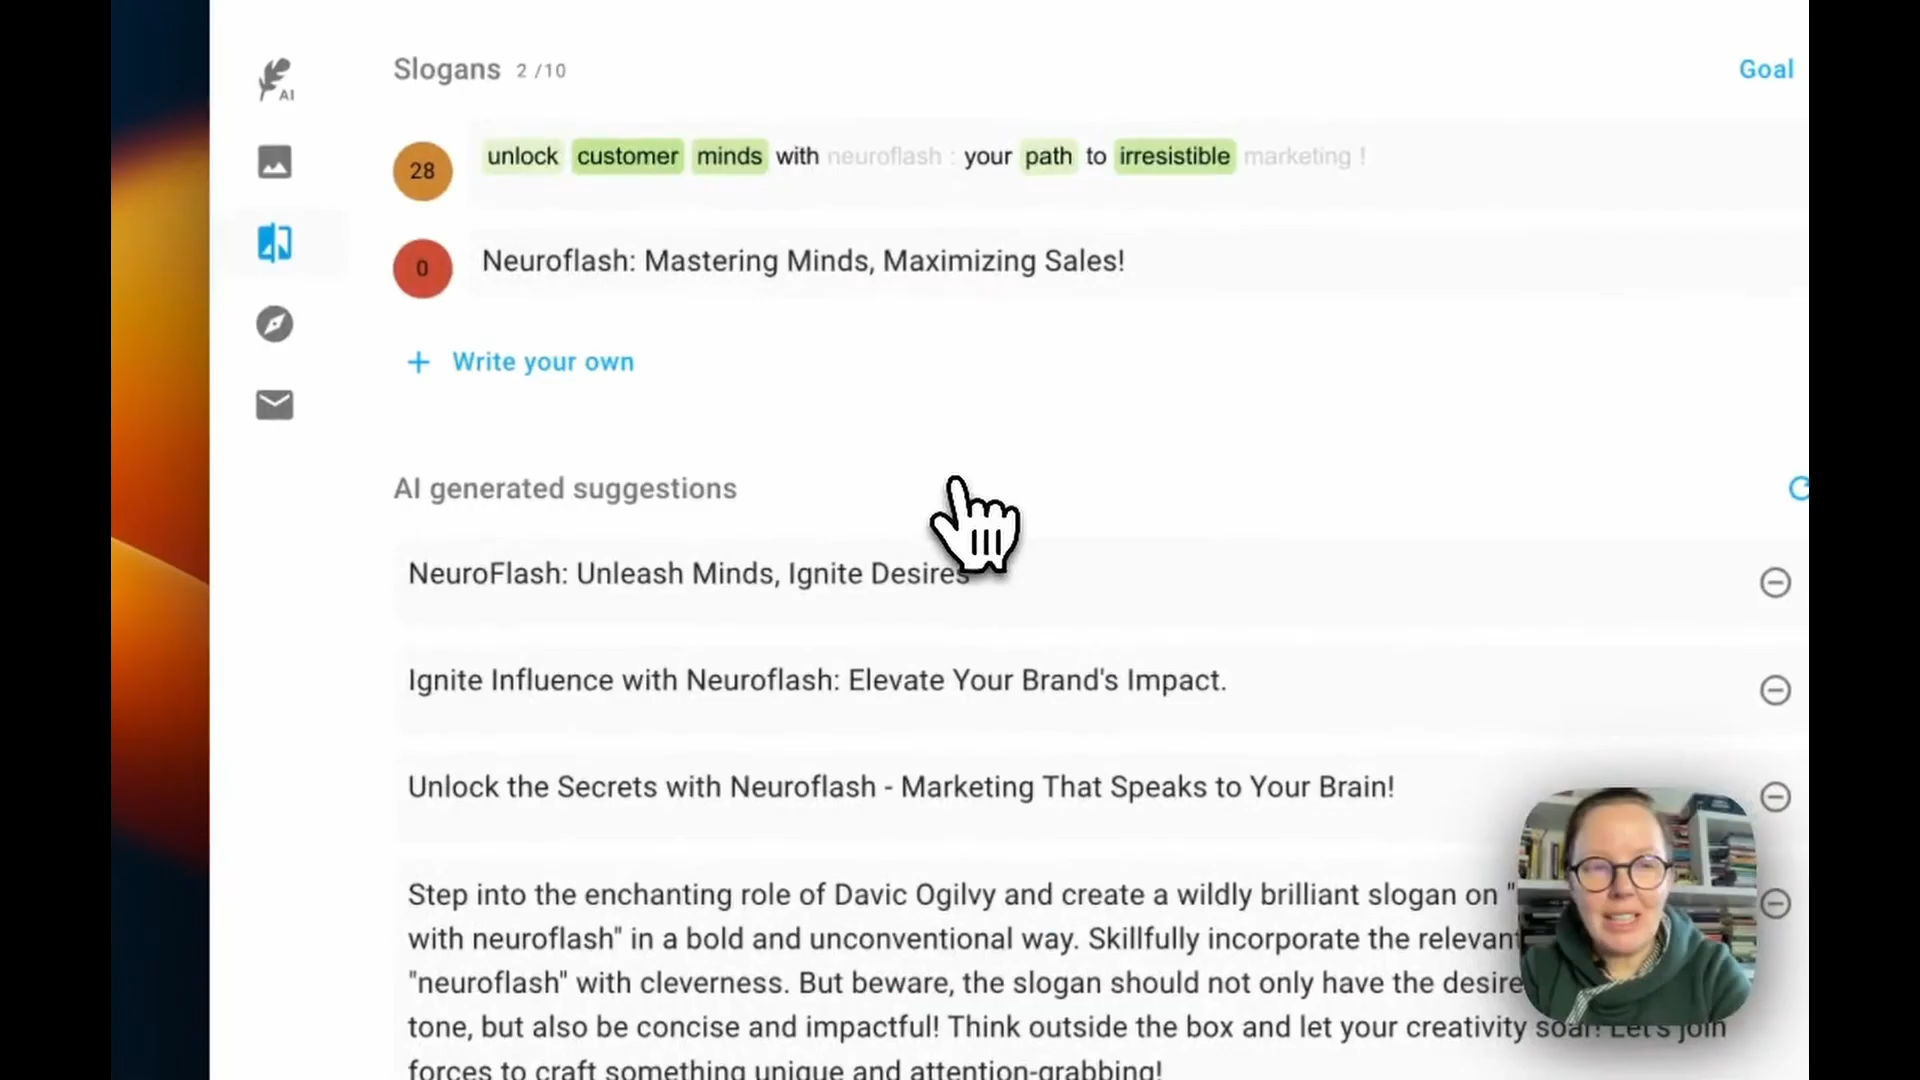 Slogans 2 /10
Goal
AI
28
unlock customer minds with neuroflash : your path to irresistible marketing !
0
Neuroflash: Mastering Minds, Maximizing Sales!
+ Write your own
AI generated suggestions
NeuroFlash: Unleash Minds, Ignite Desires
Ignite Influence with Neuroflash: Elevate Your Brand's Impact.
Unlock the Secrets with Neuroflash - Marketing That Speaks to Your Brain!
Step into the enchanting role of Davic Ogilvy and create a wildly brilliant slogan on "
with neuroflash" in a bold and unconventional way. Skillfully incorporate the relevant
"neuroflash" with cleverness. But beware, the slogan should not only have the desire
tone, but also be concise and impactful! Think outside the box and let your creativity soar! Let's join
forces to craft something unique and attention-grabbing!